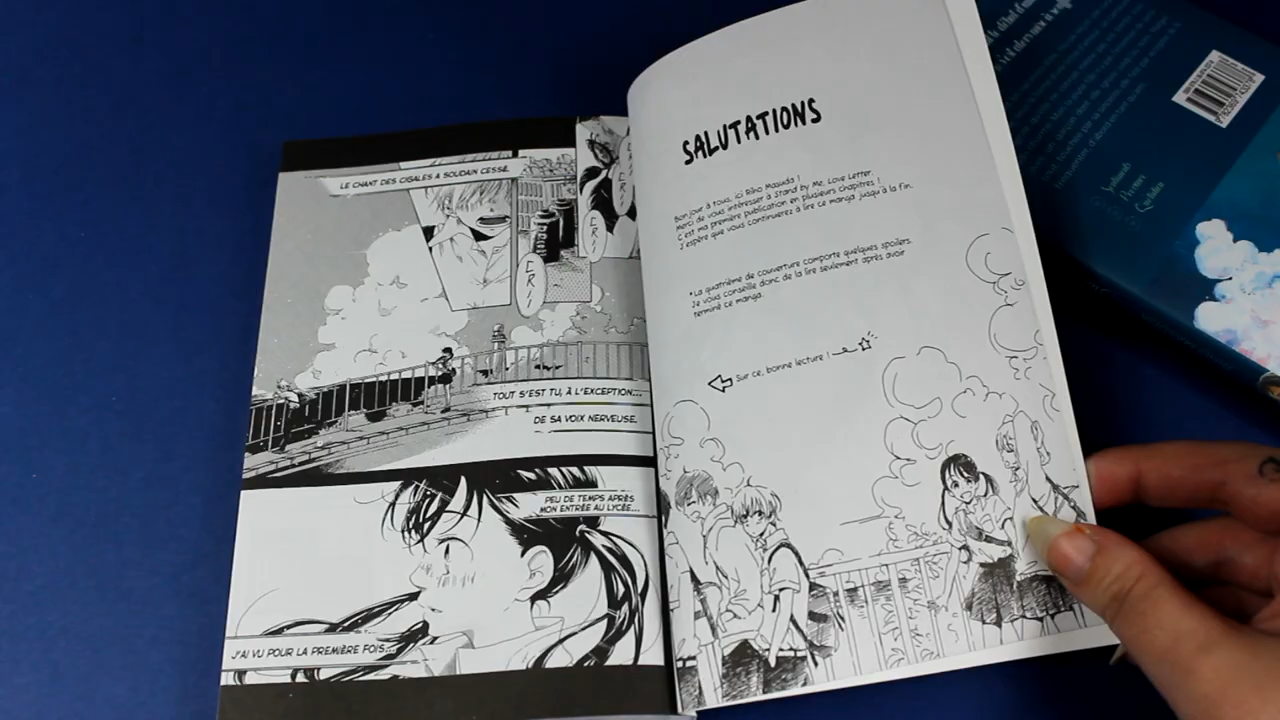 SALUTATIONS
Bonjour à tous, ici Riho Masuda !
Merci de vous intéresser à Stand by Me, Love Letter.
C'est ma première publication en plusieurs chapitres !
J'espère que vous continuerez à lire ce manga jusqu'à la fin.
•La quatrième de couverture comporte quelques spoilers.
Je vous conseille donc de la lire seulement après avoir
terminé ce manga.
Sur ce, bonne lecture !
LE CHANT DES CIGALES A SOUDAIN CESSÉ.
CRII
CRII
CRII
TOUT S'EST TU, À L'EXCEPTION...
DE SA VOIX NERVEUSE.
PEU DE TEMPS APRÈS
MON ENTRÉE AU LYCÉE...
J'AI VU POUR LA PREMIÈRE FOIS...